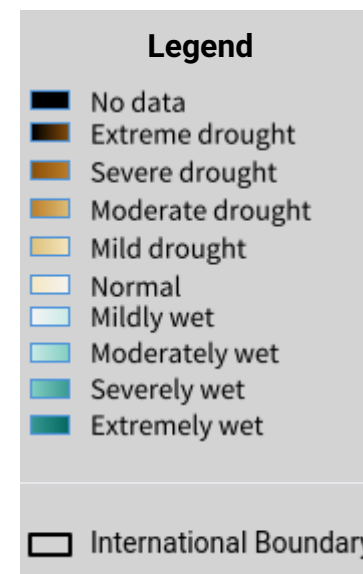 Legend
No data
Extreme drought
Severe drought
Moderate drought
Mild drought
Normal
Mildly wet
Moderately wet
Severely wet
Extremely wet
International Boundary